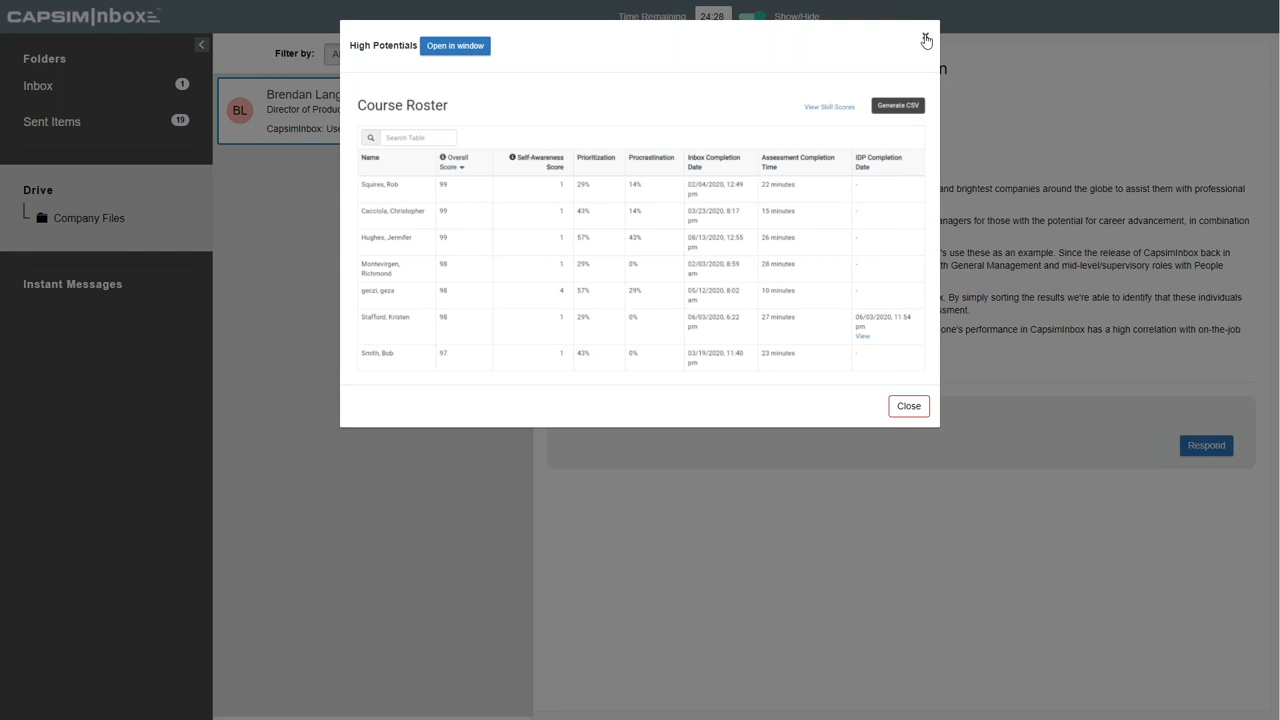 CAPSIMInbox
Time Remaining 24:28 Show/Hide
High Potentials Open in window
Folders
Filter by:
Inbox 1
Brendan Lang
BL
Director of Produc
Sent Items 19
CapsimInbox: Use
Drive
Company Files
Instant Messages
Course Roster View Skill Scores Generate CSV
Search Table
Name Overall Score Self-Awareness Score Prioritization Procrastination Inbox Completion Date Assessment Completion Time IDP Completion Date
Squires, Rob 99 1 29% 14% 02/04/2020, 12:49 pm 22 minutes -
Cacciola, Christopher 99 1 43% 14% 03/23/2020, 8:17 pm 15 minutes -
Hughes, Jennifer 99 1 57% 43% 08/13/2020, 12:55 pm 26 minutes -
Montevirgen, Richmond 98 1 29% 0% 02/03/2020, 8:59 am 28 minutes -
geczi, geza 98 4 57% 29% 05/12/2020, 8:02 am 10 minutes -
Stafford, Kristen 98 1 29% 0% 06/03/2020, 6:22 pm 27 minutes 06/03/2020, 11:54 pm View
Smith, Bob 97 1 43% 0% 03/19/2020, 11:40 pm 23 minutes -
Close
n
and brightest companies around the globe to assist them with professional
anagers for those with the potential for career advancement, in combination
's use these as an example. Since the release of CapsimInbox back in
th General Management and mid-level/supervisory roles with People
x. By simply sorting the results we're able to identify that these individuals
ssment.
one's performance in CapsimInbox has a high correlation with on-the-job
Respond